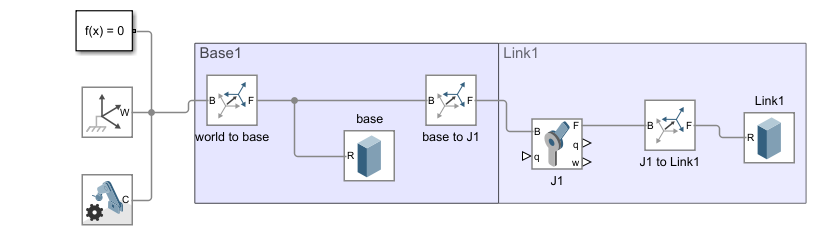 f(x) = 0
W
C
Base1
B F
world to base
base
R
B F
base to J1
Link1
B F
q q
w
J1
B F
J1 to Link1
Link1
R